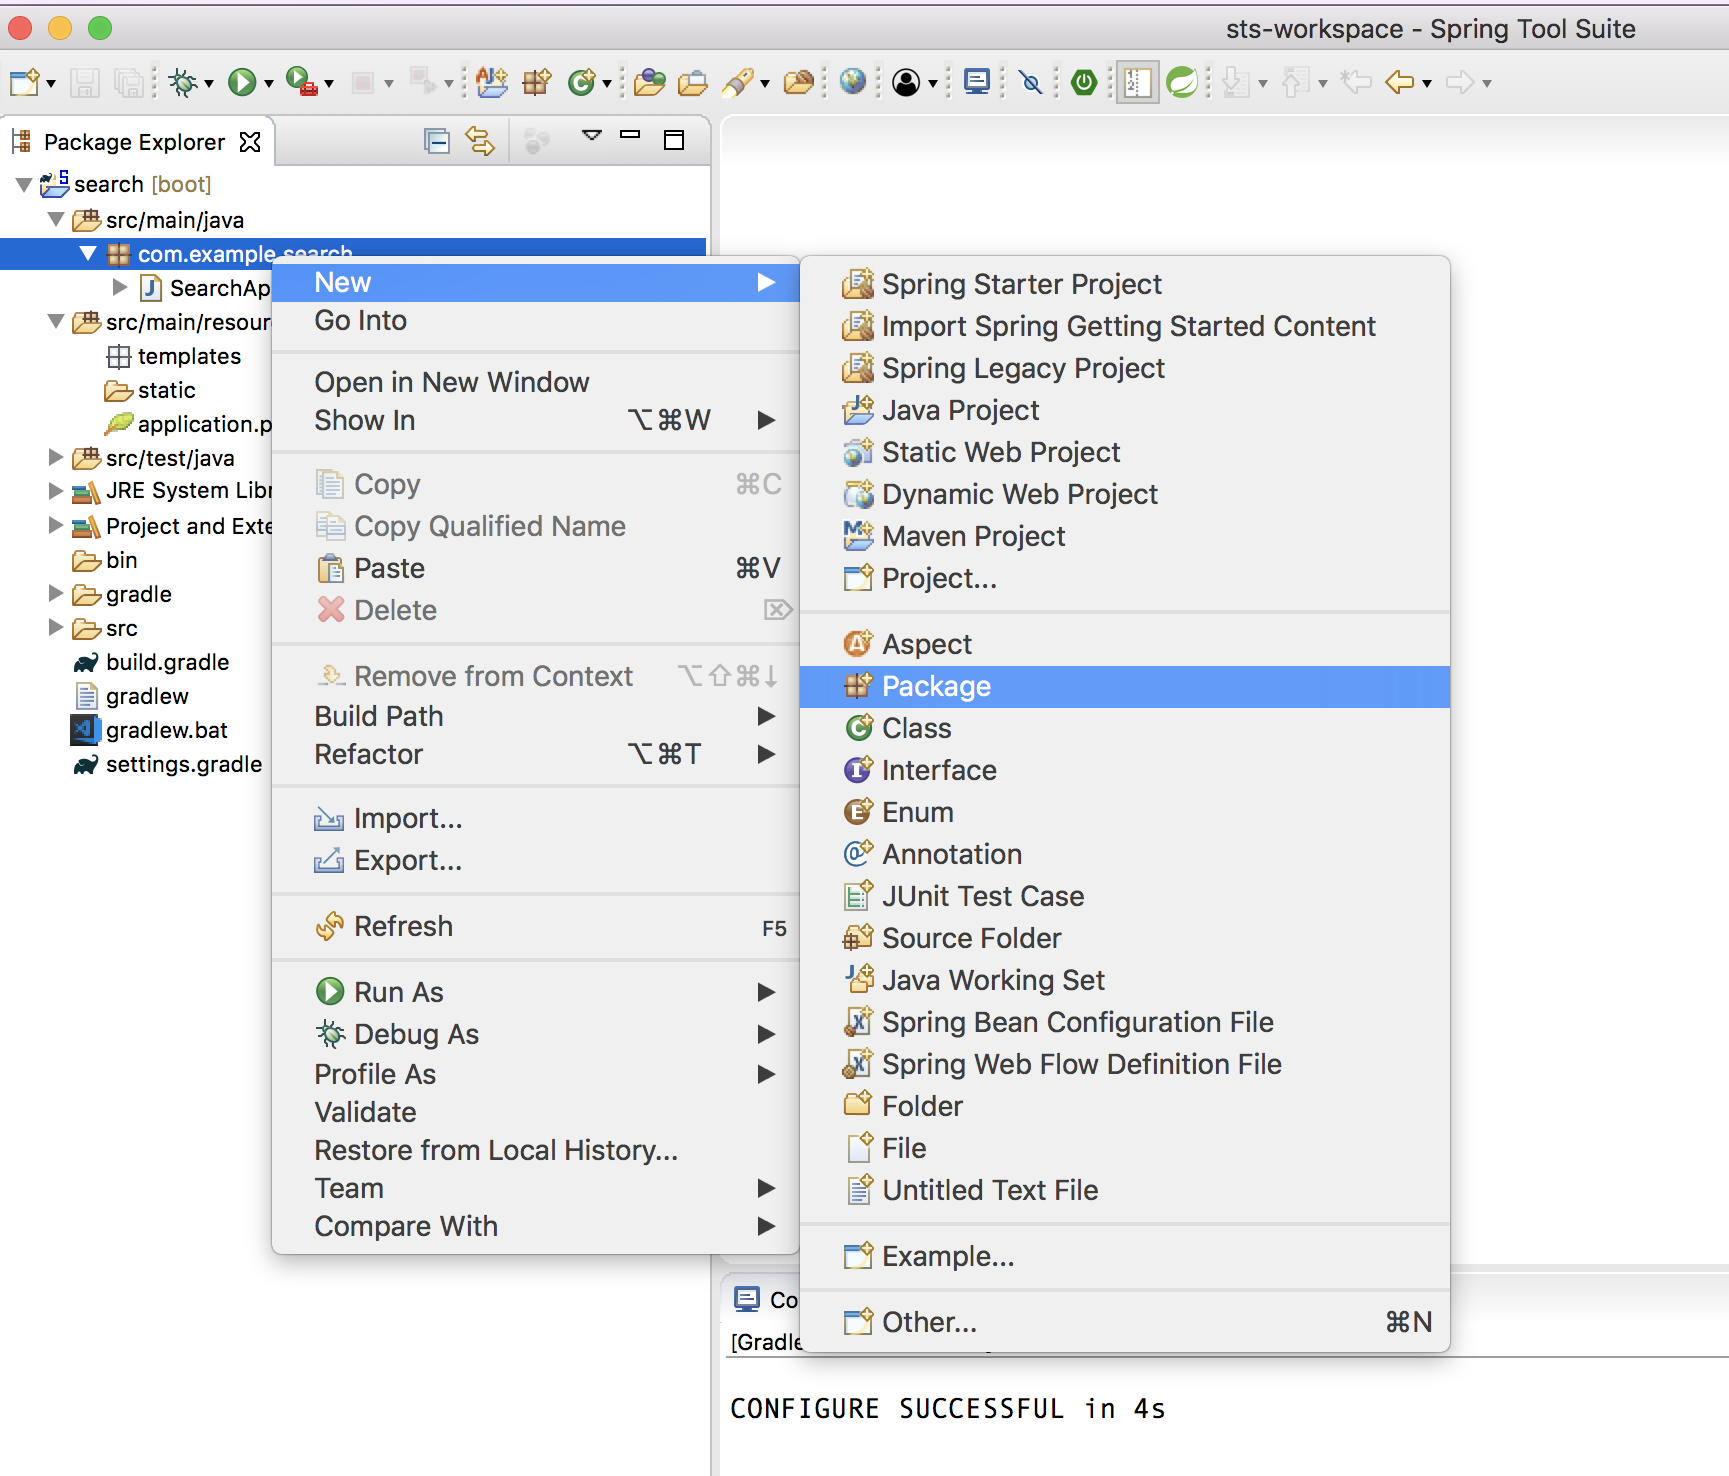 sts-workspace - Spring Tool Suite
Package Explorer
search [boot]
src/main/java
com.example.search
SearchAp
src/main/resour
templates
static
application.p
src/test/java
JRE System Libr
Project and Exte
bin
gradle
src
build.gradle
gradlew
gradlew.bat
settings.gradle
New
Go Into
Open in New Window
Show In ⌥⌘W
Copy ⌘C
Copy Qualified Name
Paste ⌘V
Delete ⌦
Remove from Context ⌥⇧⌘↓
Build Path
Refactor ⌥⌘T
Import...
Export...
Refresh F5
Run As
Debug As
Profile As
Validate
Restore from Local History...
Team
Compare With
Spring Starter Project
Import Spring Getting Started Content
Spring Legacy Project
Java Project
Static Web Project
Dynamic Web Project
Maven Project
Project...
Aspect
Package
Class
Interface
Enum
Annotation
JUnit Test Case
Source Folder
Java Working Set
Spring Bean Configuration File
Spring Web Flow Definition File
Folder
File
Untitled Text File
Example...
Other... ⌘N
Co
[Gradle
CONFIGURE SUCCESSFUL in 4s